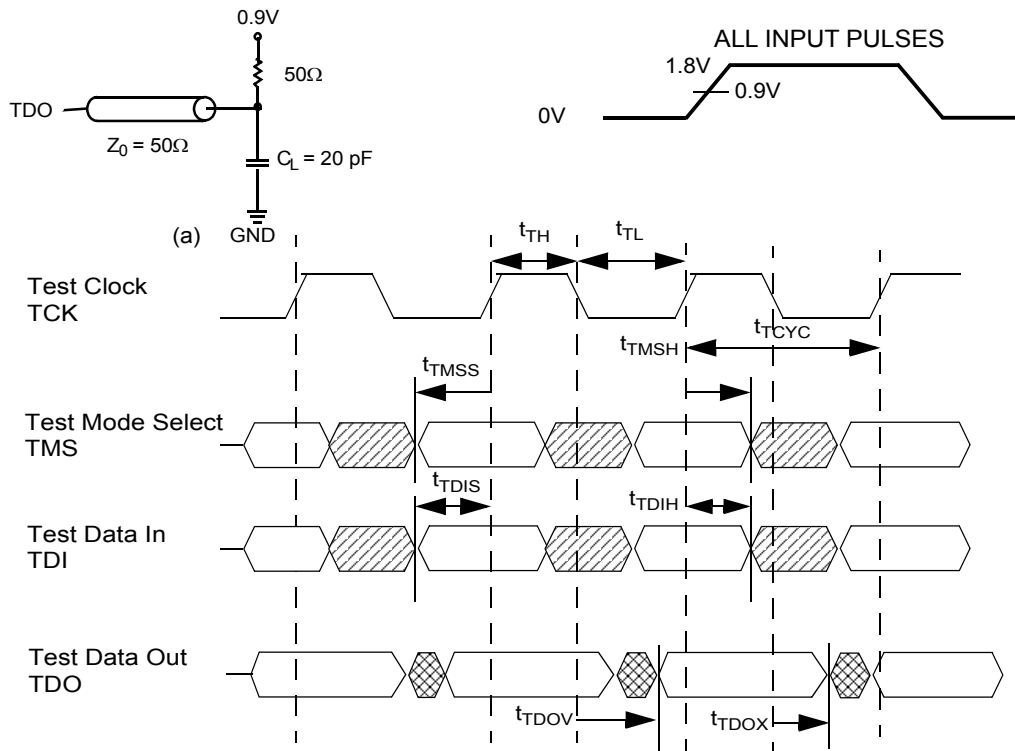 0.9V
50Ω
TDO
Z0 = 50Ω
CL = 20 pF
(a) GND
ALL INPUT PULSES
1.8V
0.9V
0V
tTH
tTL
Test Clock
TCK
tTCYC
tTMSH
tTMSS
Test Mode Select
TMS
tTDIS
tTDIH
Test Data In
TDI
Test Data Out
TDO
tTDOV
tTDOX